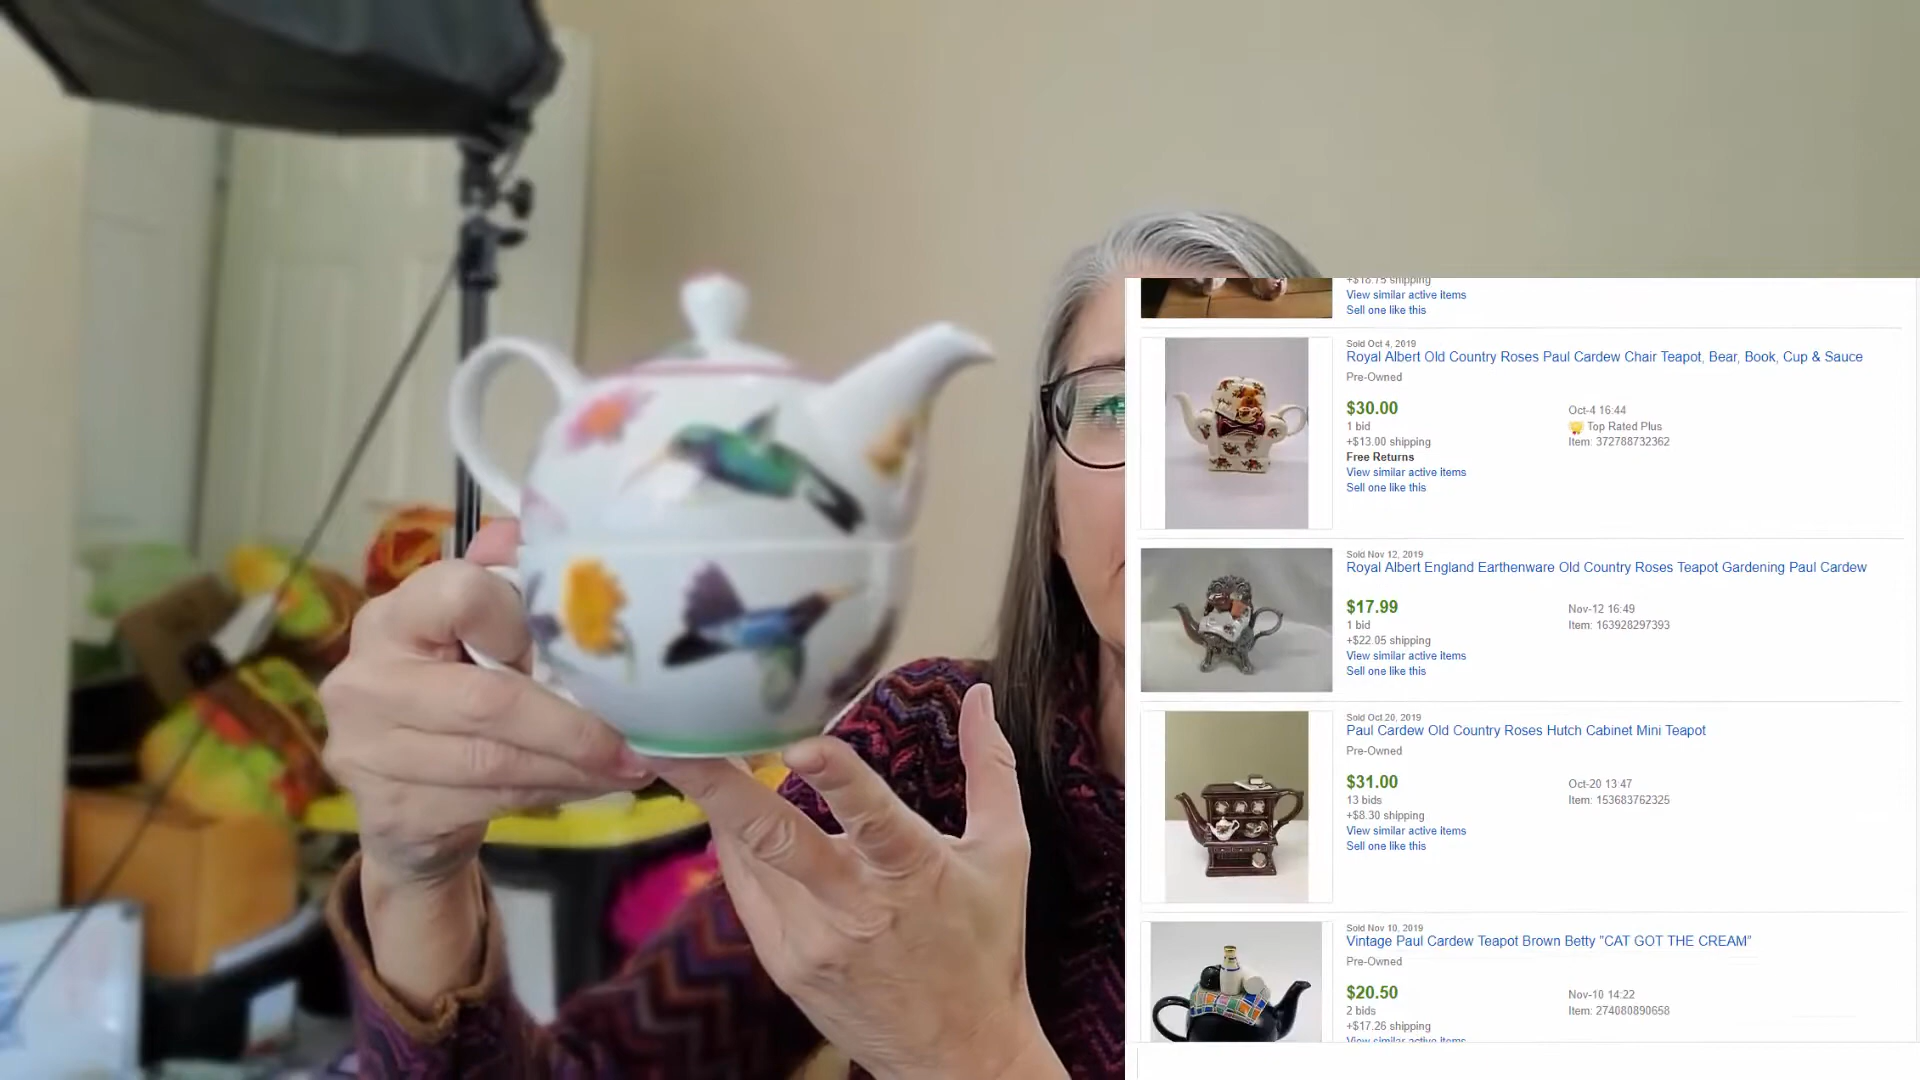 +$18.75 shipping
View similar active items
Sell one like this
Sold Oct 4, 2019
Royal Albert Old Country Roses Paul Cardew Chair Teapot, Bear, Book, Cup & Sauce
Pre-Owned
$30.00
Oct-4 16:44
1 bid
Top Rated Plus
+$13.00 shipping
Item: 372788732362
Free Returns
View similar active items
Sell one like this
Sold Nov 12, 2019
Royal Albert England Earthenware Old Country Roses Teapot Gardening Paul Cardew
$17.99
Nov-12 16:49
1 bid
Item: 163928297393
+$22.05 shipping
View similar active items
Sell one like this
Sold Oct 20, 2019
Paul Cardew Old Country Roses Hutch Cabinet Mini Teapot
Pre-Owned
$31.00
Oct-20 13:47
13 bids
Item: 153683762325
+$8.30 shipping
View similar active items
Sell one like this
Sold Nov 10, 2019
Vintage Paul Cardew Teapot Brown Betty "CAT GOT THE CREAM"
Pre-Owned
$20.50
Nov-10 14:22
2 bids
Item: 274080890658
+$17.26 shipping
View similar active items